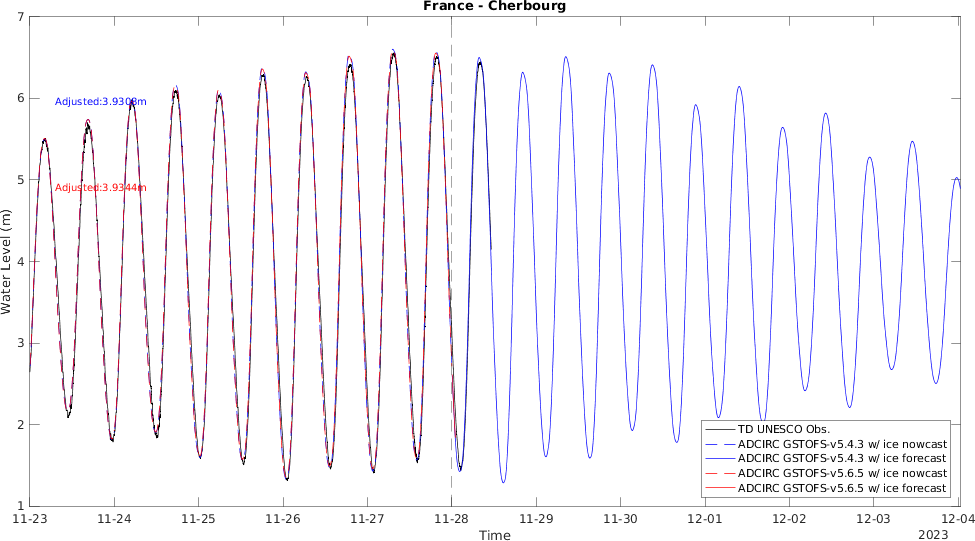 France - Cherbourg
7
6
5
4
3
2
1
Water Level (m)
Adjusted:3.9308m
Adjusted:3.9344m
TD UNESCO Obs.
ADCIRC GSTOFS-v5.4.3 w/ ice nowcast
ADCIRC GSTOFS-v5.4.3 w/ ice forecast
ADCIRC GSTOFS-v5.6.5 w/ ice nowcast
ADCIRC GSTOFS-v5.6.5 w/ ice forecast
11-23 11-24 11-25 11-26 11-27 11-28 11-29 11-30 12-01 12-02 12-03 12-04
Time
2023